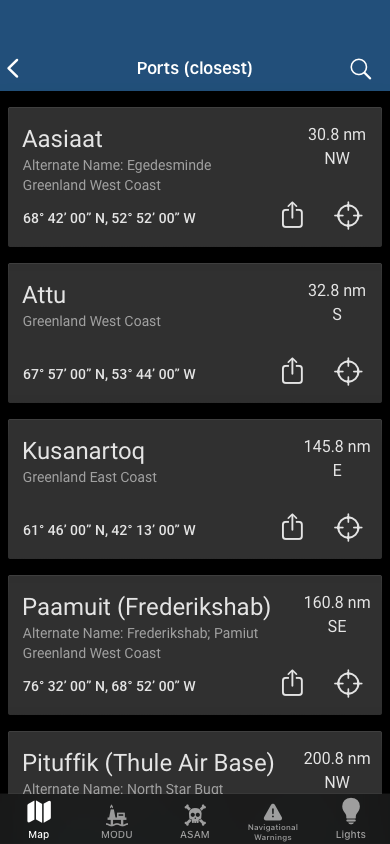 Ports (closest)
Aasiaat
30.8 nm
Alternate Name: Egedesminde
NW
Greenland West Coast
68° 42’ 00” N, 52° 52’ 00” W
Attu
32.8 nm
Greenland West Coast
S
67° 57’ 00” N, 53° 44’ 00” W
Kusanartoq
145.8 nm
Greenland East Coast
E
61° 46’ 00” N, 42° 13’ 00” W
Paamuit (Frederikshab)
160.8 nm
Alternate Name: Frederikshab; Pamiut
SE
Greenland West Coast
76° 32’ 00” N, 68° 52’ 00” W
Pituffik (Thule Air Base)
200.8 nm
Alternate Name: North Star Bugt
NW
Map
MODU
ASAM
Navigational
Warnings
Lights